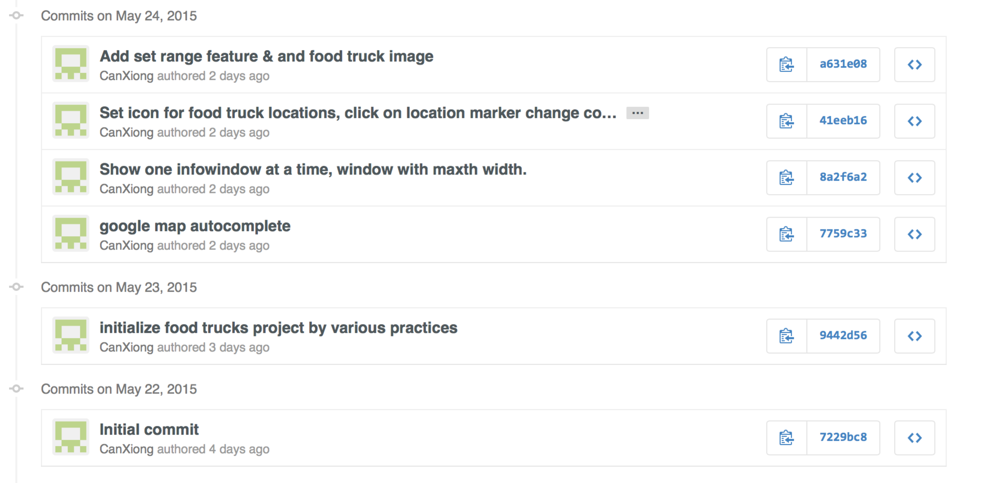 Commits on May 24, 2015
Add set range feature & and food truck image
CanXiong authored 2 days ago
a631e08
Set icon for food truck locations, click on location marker change co...
CanXiong authored 2 days ago
41eeb16
Show one infowindow at a time, window with maxth width.
CanXiong authored 2 days ago
8a2f6a2
google map autocomplete
CanXiong authored 2 days ago
7759c33
Commits on May 23, 2015
initialize food trucks project by various practices
CanXiong authored 3 days ago
9442d56
Commits on May 22, 2015
Initial commit
CanXiong authored 4 days ago
7229bc8